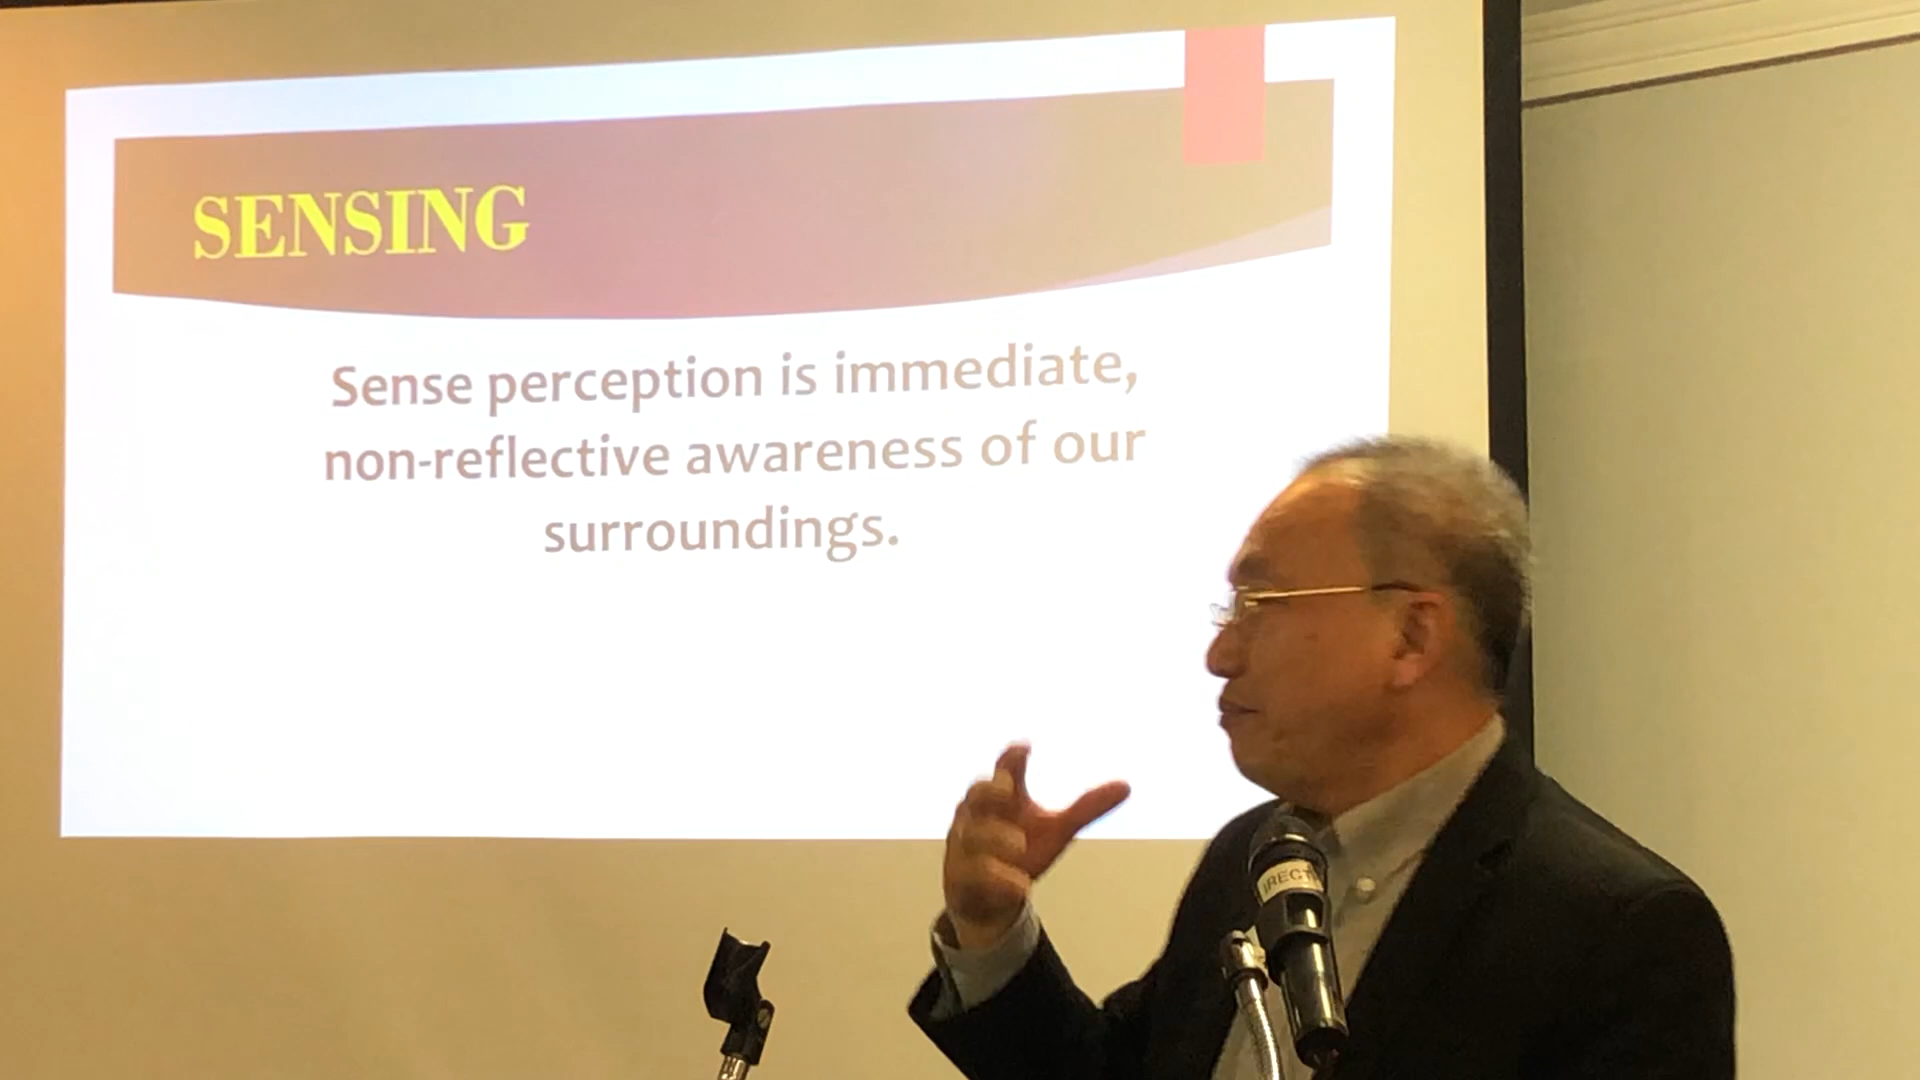 SENSING
Sense perception is immediate,
non-reflective awareness of our
surroundings.